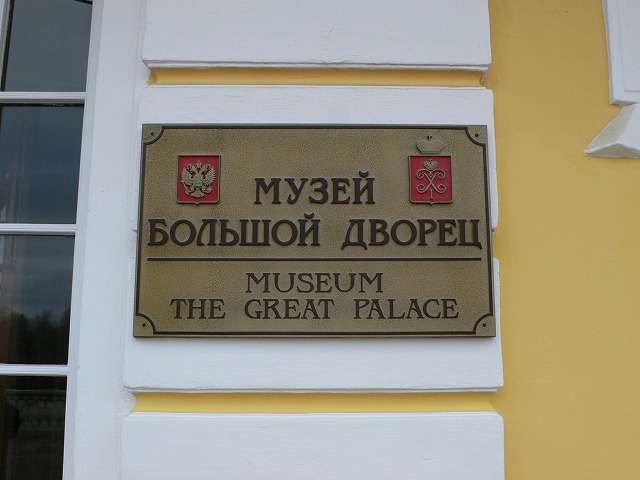 МУЗЕЙ
БОЛЬШОЙ ДВОРЕЦ
MUSEUM
THE GREAT PALACE